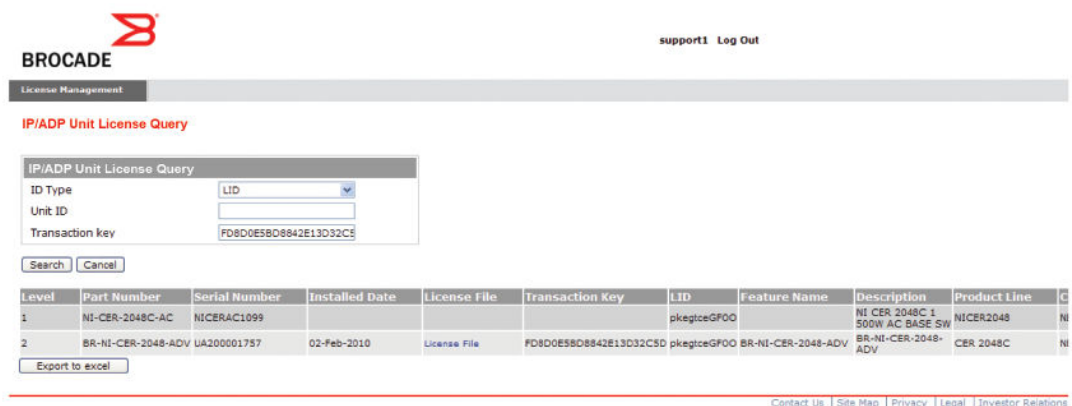 BROCADE
support1 Log Out
License Management
IP/ADP Unit License Query
IP/ADP Unit License Query
ID Type LID
Unit ID
Transaction key FD8D0E5BD8842E13D32C5
Search Cancel
Level Part Number Serial Number Installed Date License File Transaction Key LID Feature Name Description Product Line
1 NI-CER-2048C-AC NICERAC1099 pkegtceGFOO NI CER 2048C 1 500W AC BASE SW NICER2048
2 BR-NI-CER-2048-ADV UA200001757 02-Feb-2010 License File FD8D0E5BD8842E13D32C5D pkegtceGFOO BR-NI-CER-2048-ADV BR-NI-CER-2048-ADV CER 2048C
Export to excel
Contact Us | Site Map | Privacy | Legal | Investor Relations